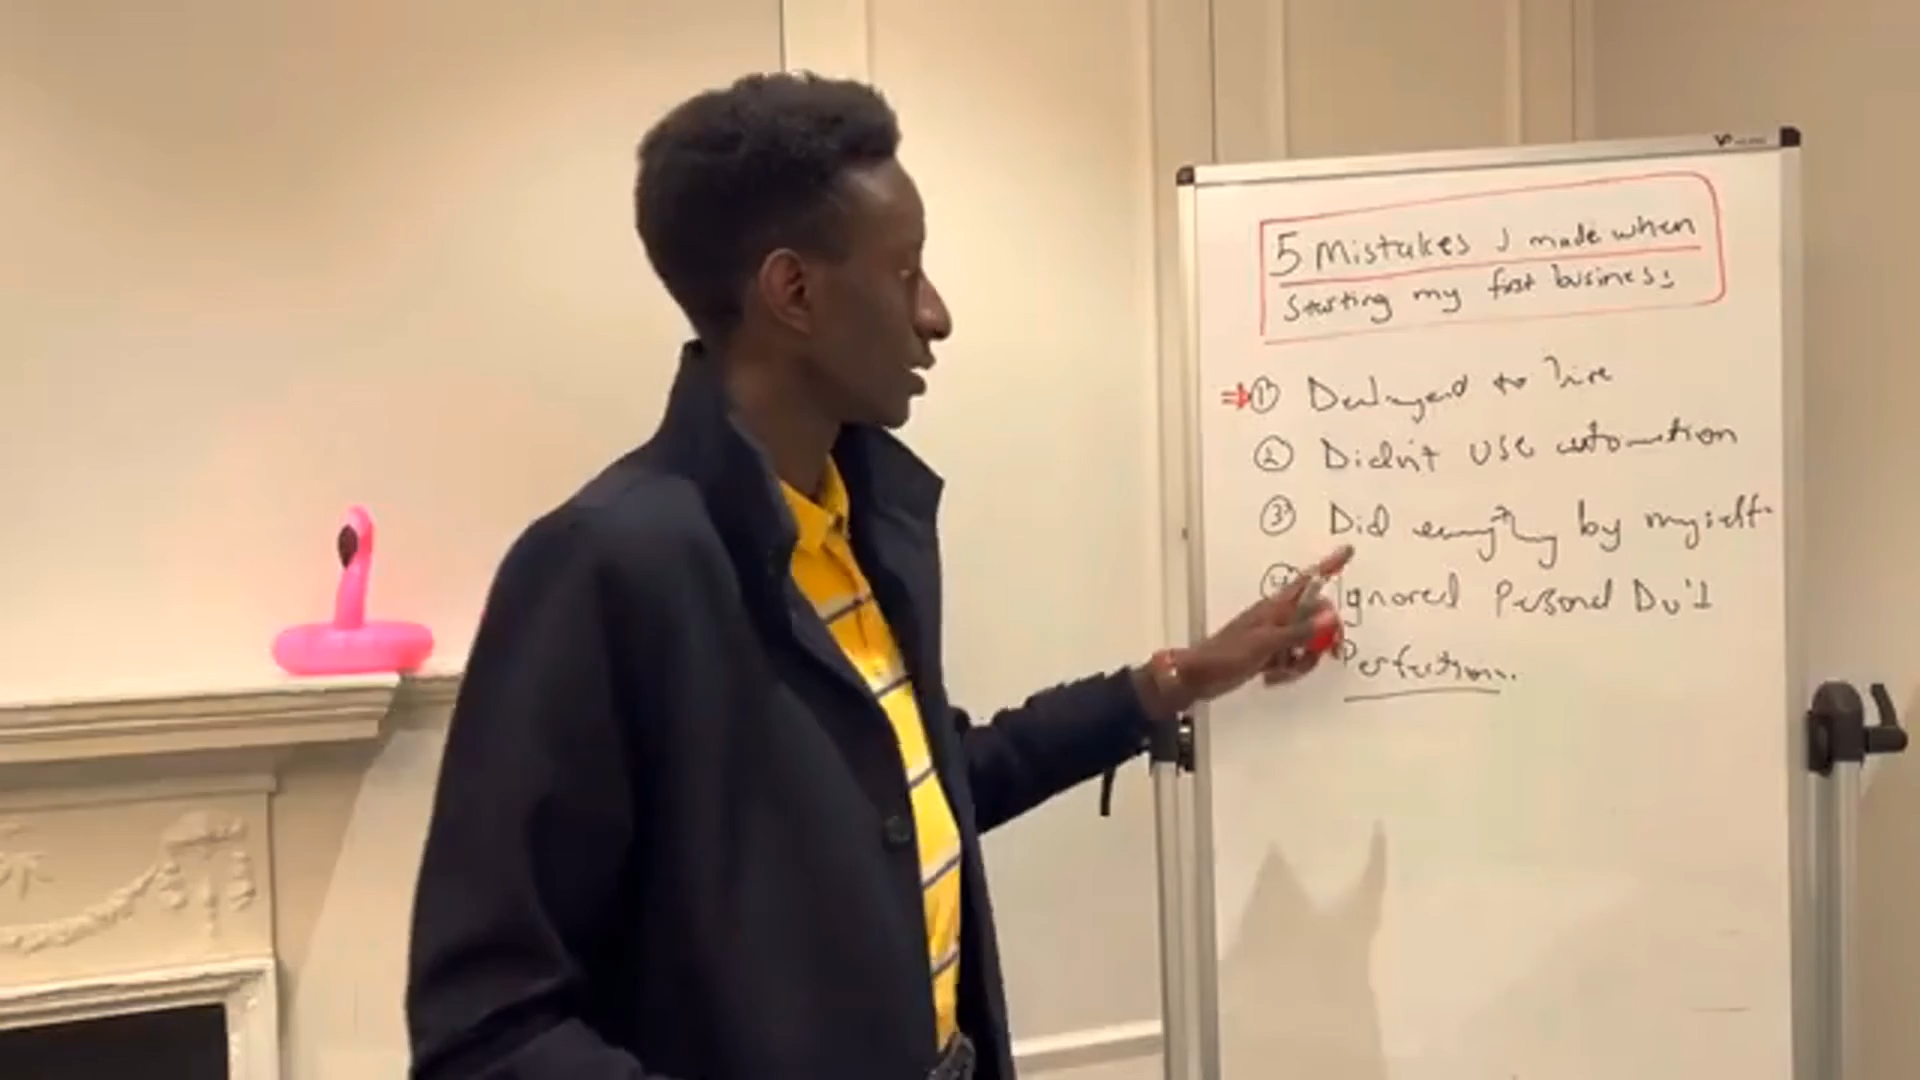 5 Mistakes I made when
Starting my first business:
① Delayed to hire
② Didn't use automation
③ Did everything by myself.
④ Ignored Personal
Perfection.